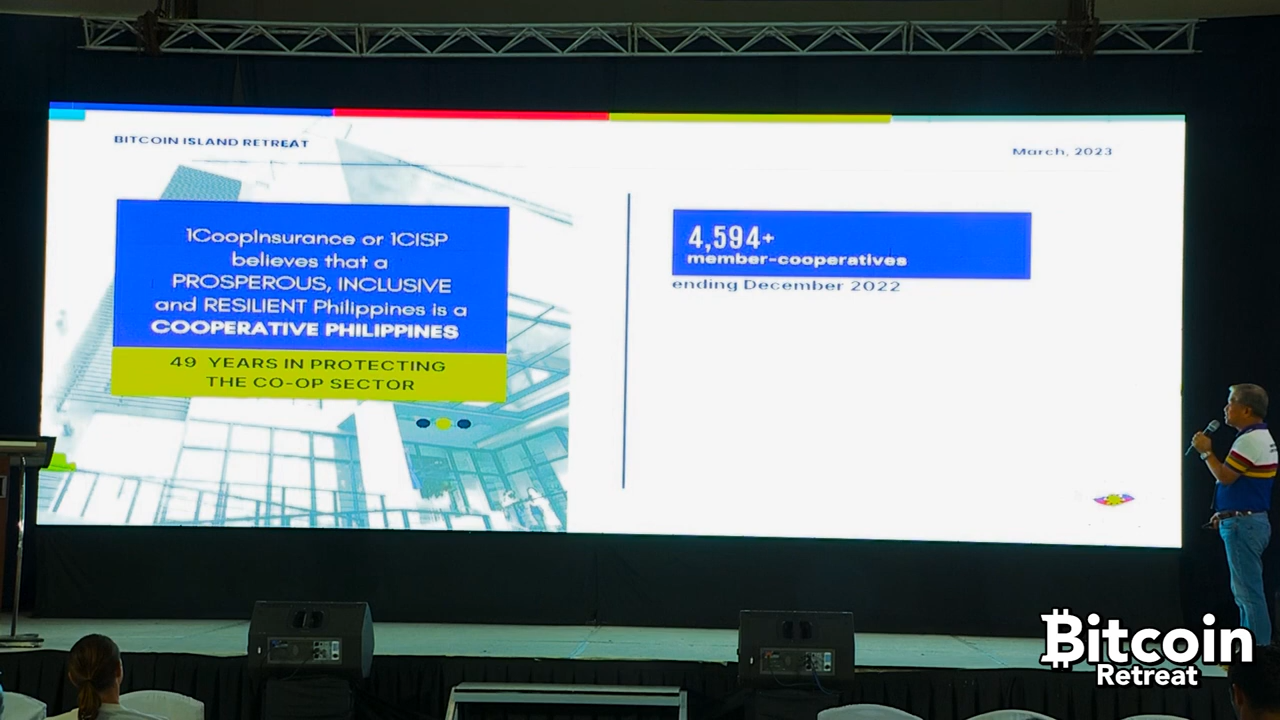 BITCOIN ISLAND RETREAT
March, 2023
1CoopInsurance or 1CISP
believes that a
PROSPEROUS, INCLUSIVE
and RESILIENT Philippines is a
COOPERATIVE PHILIPPINES
49 YEARS IN PROTECTING
THE CO-OP SECTOR
4,594+
member-cooperatives
ending December 2022
Bitcoin
Retreat